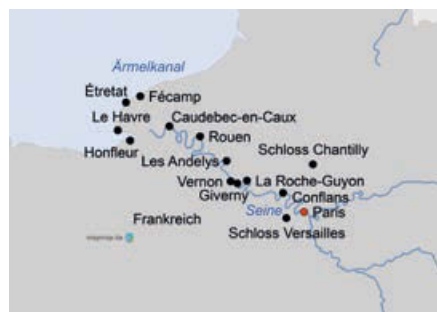 Ärmelkanal
Étretat
Fécamp
Le Havre
Caudebec-en-Caux
Honfleur
Rouen
Les Andelys
Schloss Chantilly
Vernon
La Roche-Guyon
Giverny
Conflans
Seine
Paris
Frankreich
Schloss Versailles